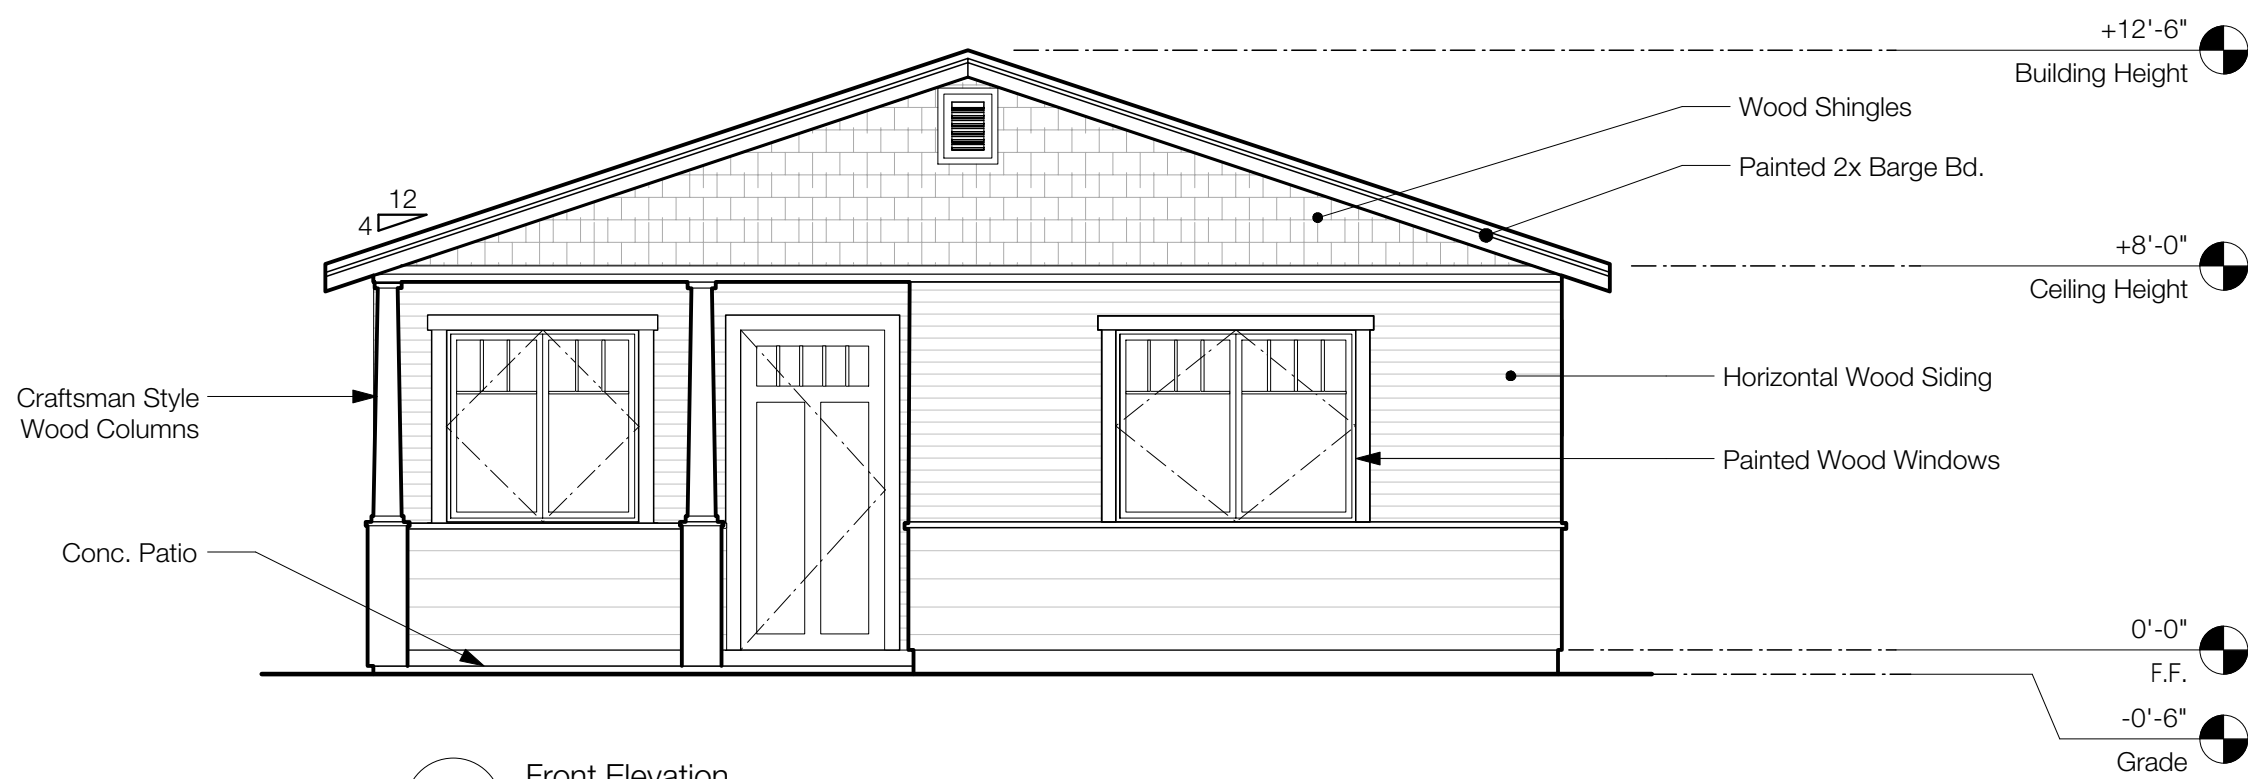 +12'-6"
Building Height
Wood Shingles
Painted 2x Barge Bd.
12
4
+8'-0"
Ceiling Height
Horizontal Wood Siding
Craftsman Style
Wood Columns
Painted Wood Windows
Conc. Patio
0'-0"
F.F.
-0'-6"
Grade
Front Elevation